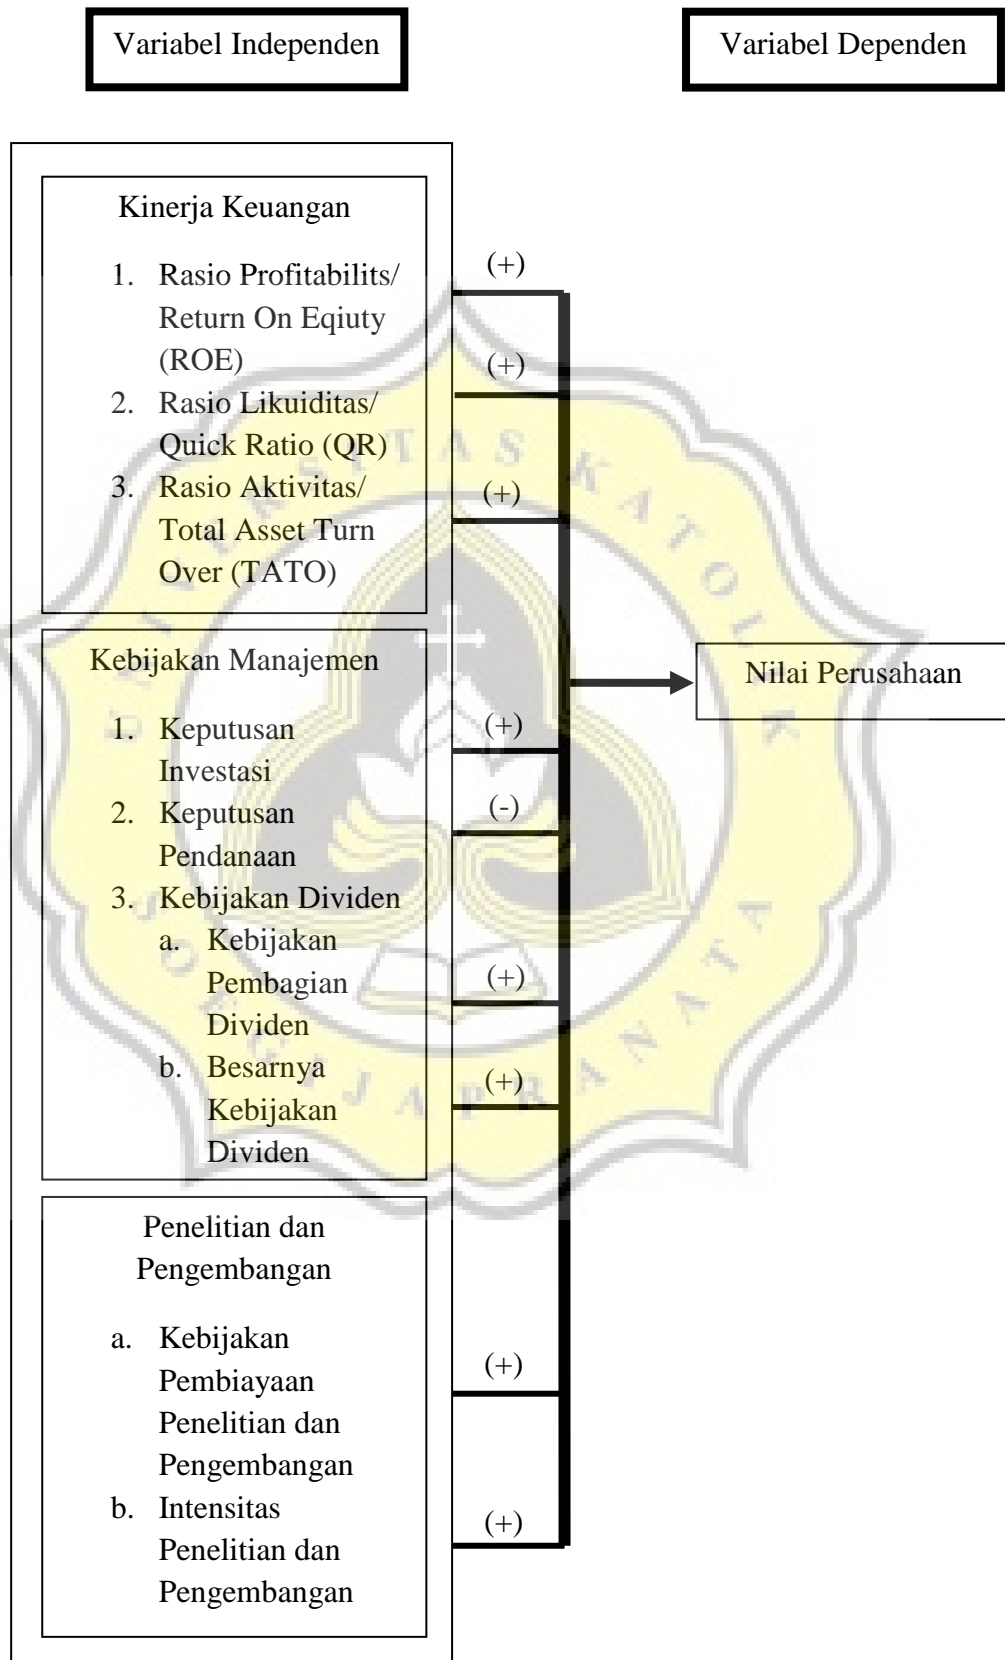 Variabel Independen
Variabel Dependen
Kinerja Keuangan
1. Rasio Profitabilits/
Return On Eqiuty
(ROE)
2. Rasio Likuiditas/
Quick Ratio (QR)
3. Rasio Aktivitas/
Total Asset Turn
Over (TATO)
(+)
(+)
(+)
Kebijakan Manajemen
1. Keputusan
Investasi
2. Keputusan
Pendanaan
3. Kebijakan Dividen
a. Kebijakan
Pembagian
Dividen
b. Besarnya
Kebijakan
Dividen
(+)
(-)
(+)
(+)
Nilai Perusahaan
Penelitian dan
Pengembangan
a. Kebijakan
Pembiayaan
Penelitian dan
Pengembangan
b. Intensitas
Penelitian dan
Pengembangan
(+)
(+)
UNIVERSITAS KATOLIK
SOEGIJAPRANATA